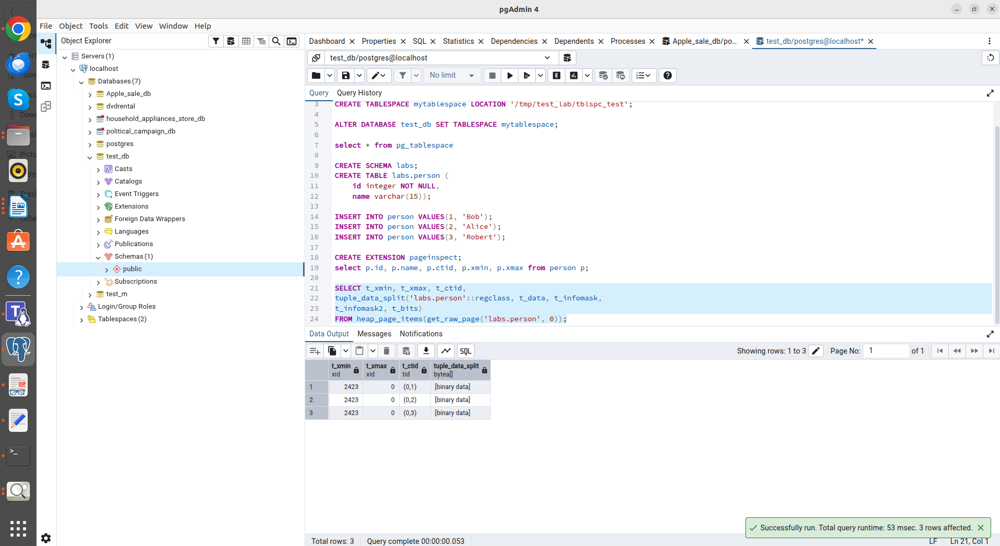 pgAdmin 4
File Object Tools Edit View Window Help
Object Explorer
Servers (1)
localhost
Databases (7)
Apple_sale_db
dvdrental
household_appliances_store_db
political_campaign_db
postgres
test_db
Casts
Catalogs
Event Triggers
Extensions
Foreign Data Wrappers
Languages
Publications
Schemas (1)
public
Subscriptions
test_m
Login/Group Roles
Tablespaces (2)
Dashboard Properties SQL Statistics Dependencies Dependents Processes Apple_sale_db/po... test_db/postgres@localhost*
test_db/postgres@localhost
No limit
Query Query History
3 CREATE TABLESPACE mytablespace LOCATION '/tmp/test_lab/tblspc_test';
4
5 ALTER DATABASE test_db SET TABLESPACE mytablespace;
6
7 select * from pg_tablespace
8
9 CREATE SCHEMA labs;
10 CREATE TABLE labs.person (
11 id integer NOT NULL,
12 name varchar(15));
13
14 INSERT INTO person VALUES(1, 'Bob');
15 INSERT INTO person VALUES(2, 'Alice');
16 INSERT INTO person VALUES(3, 'Robert');
17
18 CREATE EXTENSION pageinspect;
19 select p.id, p.name, p.ctid, p.xmin, p.xmax from person p;
20
21 SELECT t_xmin, t_xmax, t_ctid,
22 tuple_data_split('labs.person'::regclass, t_data, t_infomask,
23 t_infomask2, t_bits)
24 FROM heap_page_items(get_raw_page('labs.person', 0));
Data Output Messages Notifications
SQL Showing rows: 1 to 3 Page No: 1 of 1
t_xmin t_xmax t_ctid tuple_data_split
xid xid tid bytea[]
1 2423 0 (0,1) [binary data]
2 2423 0 (0,2) [binary data]
3 2423 0 (0,3) [binary data]
Successfully run. Total query runtime: 53 msec. 3 rows affected.
Total rows: 3 Query complete 00:00:00.053 LF Ln 21, Col 1